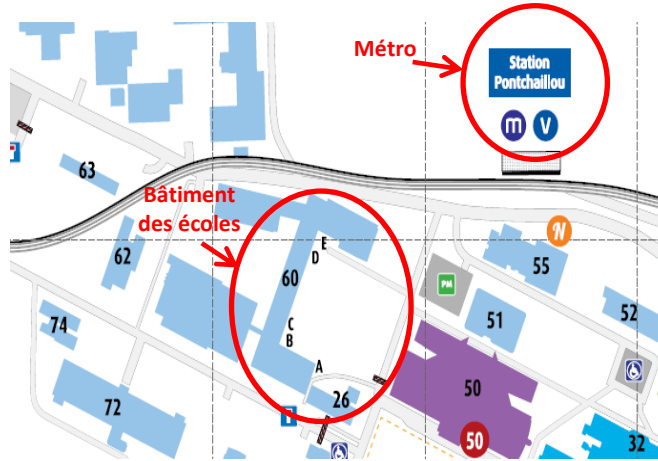 Métro
Station
Pontchaillou
m V
63
Bâtiment
des écoles
N
62
E
D
60
55
PM
74
C
B
51
52
A
50
72
26
50
32